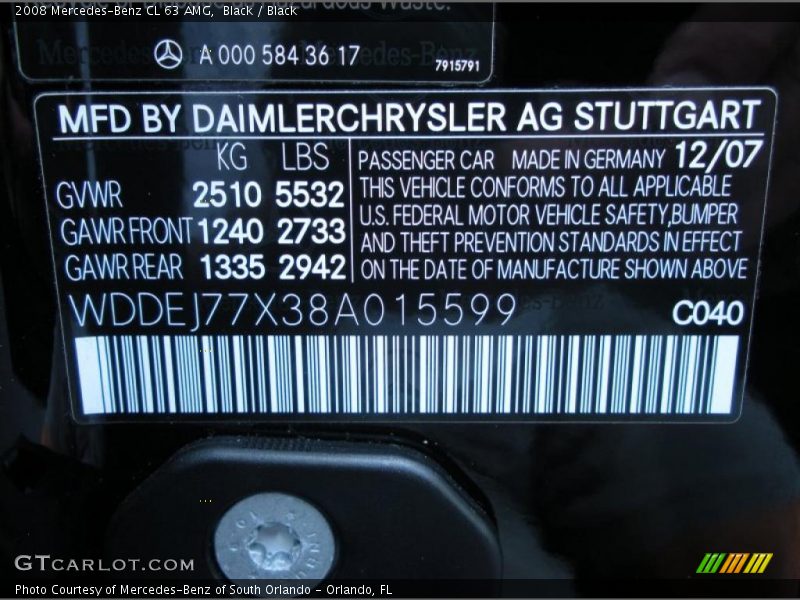 2008 Mercedes-Benz CL 63 AMG,  Black / Black
A 000 584 36 17
7915791
MFD BY DAIMLERCHRYSLER AG STUTTGART
KG LBS
GVWR 2510 5532
GAWR FRONT 1240 2733
GAWR REAR 1335 2942
PASSENGER CAR MADE IN GERMANY 12/07
THIS VEHICLE CONFORMS TO ALL APPLICABLE
U.S. FEDERAL MOTOR VEHICLE SAFETY, BUMPER
AND THEFT PREVENTION STANDARDS IN EFFECT
ON THE DATE OF MANUFACTURE SHOWN ABOVE
WDDEJ77X38A015599
C040
GTCARLOT.COM
Photo Courtesy of Mercedes-Benz of South Orlando - Orlando, FL